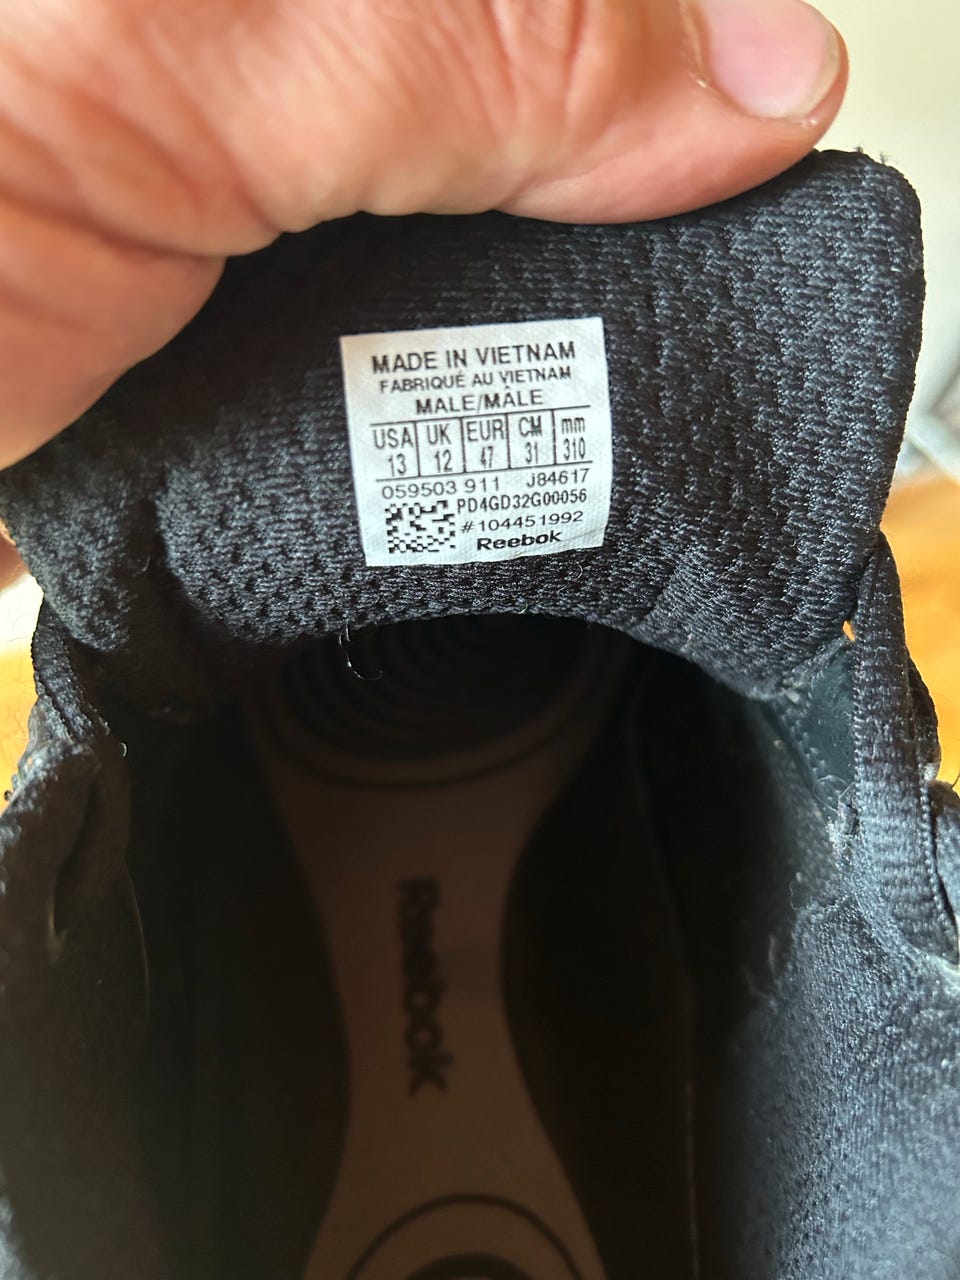 MADE IN VIETNAM
FABRIQUÉ AU VIETNAM
MALE/MÂLE
USA UK EUR CM mm
13 12 47 31 310
059503 911 J84617
PD4GD32G00056
#104451992
Reebok
Reebok